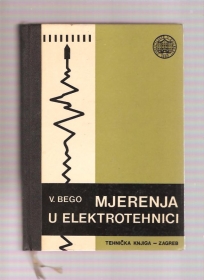 V. BEGO MJERENJA
U ELEKTROTEHNICI
TEHNIČKA KNJIGA – ZAGREB